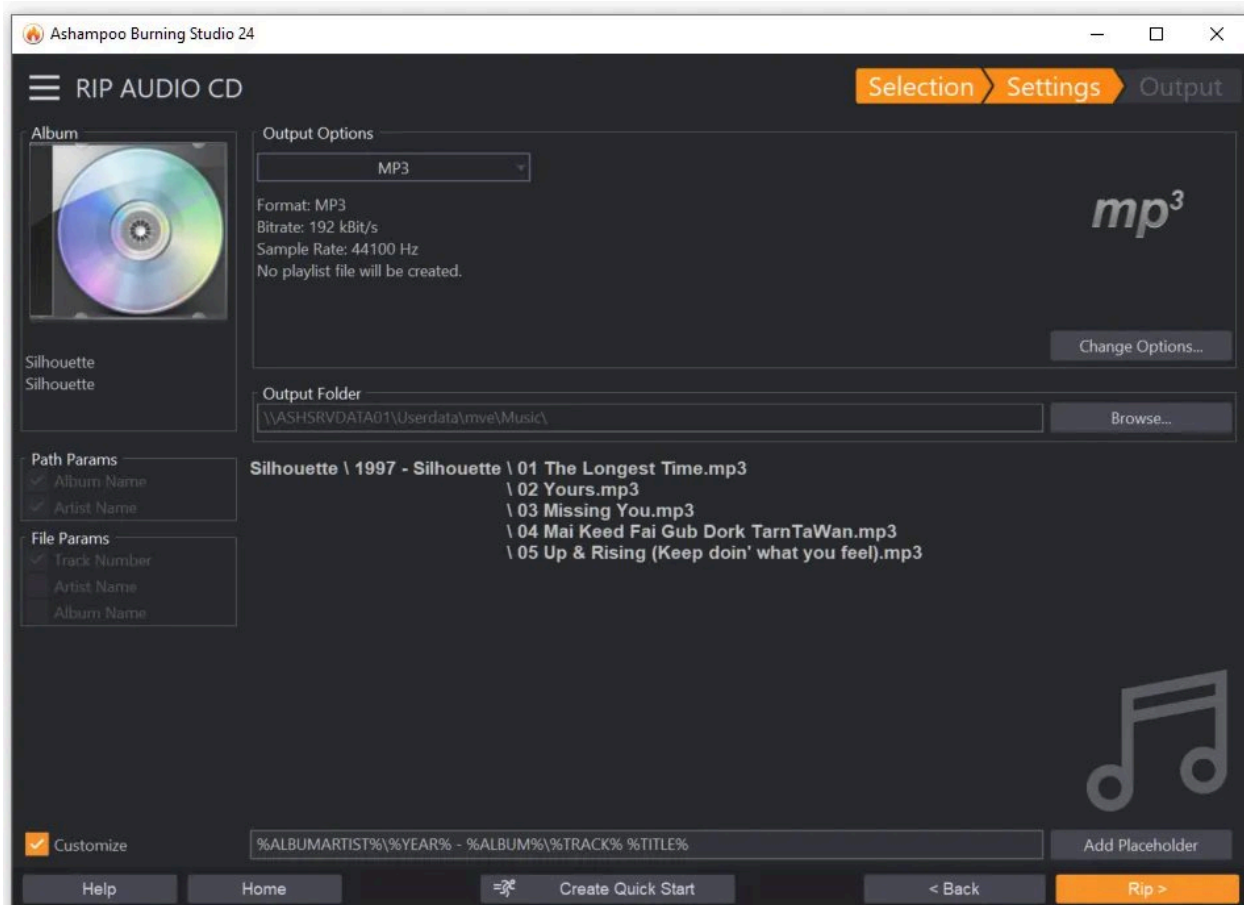 Ashampoo Burning Studio 24
RIP AUDIO CD
Selection
Settings
Output
Album
Silhouette
Silhouette
Output Options
MP3
Format: MP3
Bitrate: 192 kBit/s
Sample Rate: 44100 Hz
No playlist file will be created.
mp3
Change Options...
Output Folder
\\ASHSRVDATA01\Userdata\mve\Music\
Browse...
Path Params
Album Name
Artist Name
File Params
Track Number
Artist Name
Album Name
Silhouette \ 1997 - Silhouette \ 01 The Longest Time.mp3
\ 02 Yours.mp3
\ 03 Missing You.mp3
\ 04 Mai Keed Fai Gub Dork TarnTaWan.mp3
\ 05 Up & Rising (Keep doin' what you feel).mp3
Customize
%ALBUMARTIST%\%YEAR% - %ALBUM%\%TRACK% %TITLE%
Add Placeholder
Help
Home
Create Quick Start
< Back
Rip >